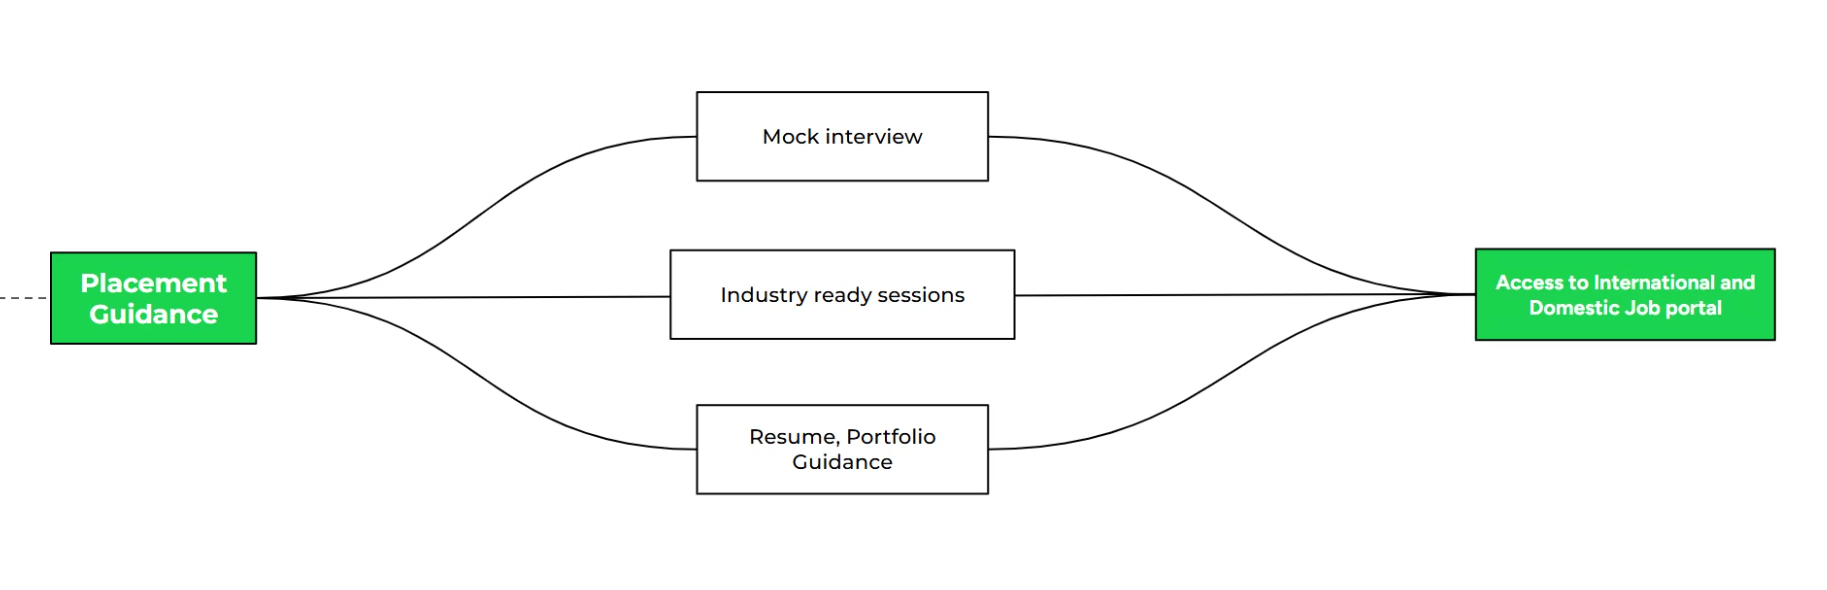 Placement
Guidance
Mock interview
Industry ready sessions
Resume, Portfolio
Guidance
Access to International and
Domestic Job portal